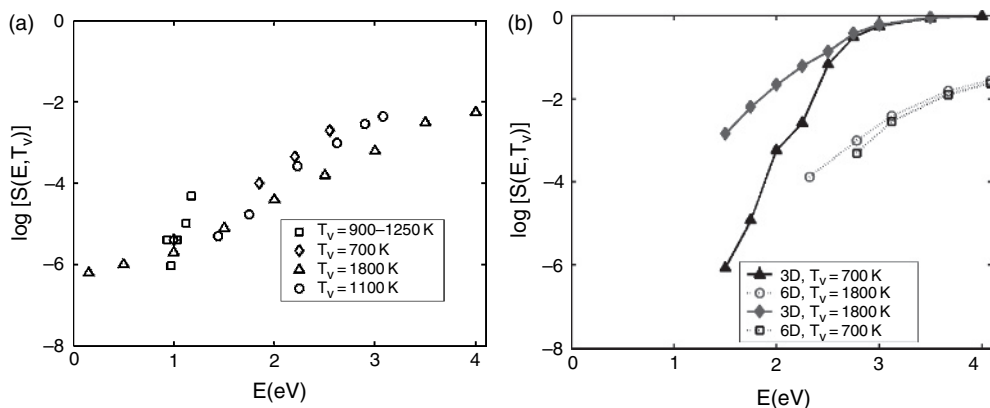 (a)
0
−2
−4
−6
−8
log [S(E,T_v)]
0 1 2 3 4
E(eV)
T_v = 900–1250 K
T_v = 700 K
T_v = 1800 K
T_v = 1100 K
(b)
0
−2
−4
−6
−8
log [S(E,T_v)]
0 1 2 3 4
E(eV)
3D, T_v = 700 K
6D, T_v = 1800 K
3D, T_v = 1800 K
6D, T_v = 700 K